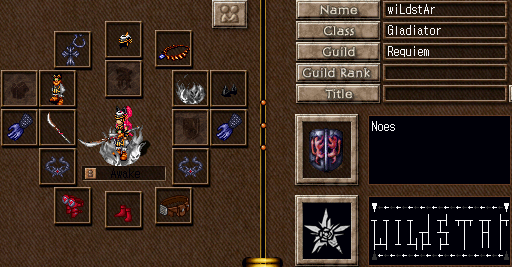 Name wiLdstAr
Class Gladiator
Guild Requiem
Guild Rank
Title
Noes
Awake
WiLdStAr